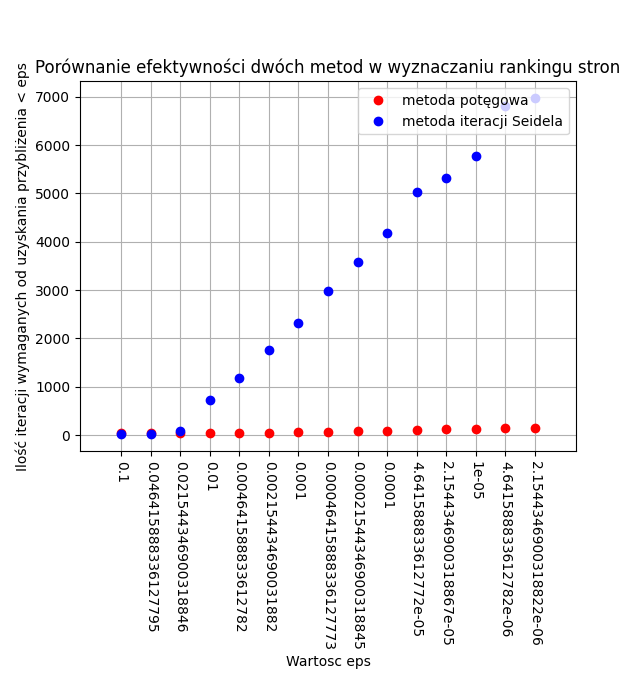 Porównanie efektywności dwóch metod w wyznaczaniu rankingu stron
metoda potęgowa
metoda iteracji Seidela
Ilość iteracji wymaganych od uzyskania przybliżenia < eps
7000
6000
5000
4000
3000
2000
1000
0
0.1
0.046415888336127795
0.021544346900318846
0.01
0.004641588833612782
0.002154434690031882
0.001
0.00046415888336127773
0.00021544346900318845
0.0001
4.641588833612772e-05
2.1544346900318867e-05
1e-05
4.641588833612782e-06
2.1544346900318822e-06
Wartosc eps